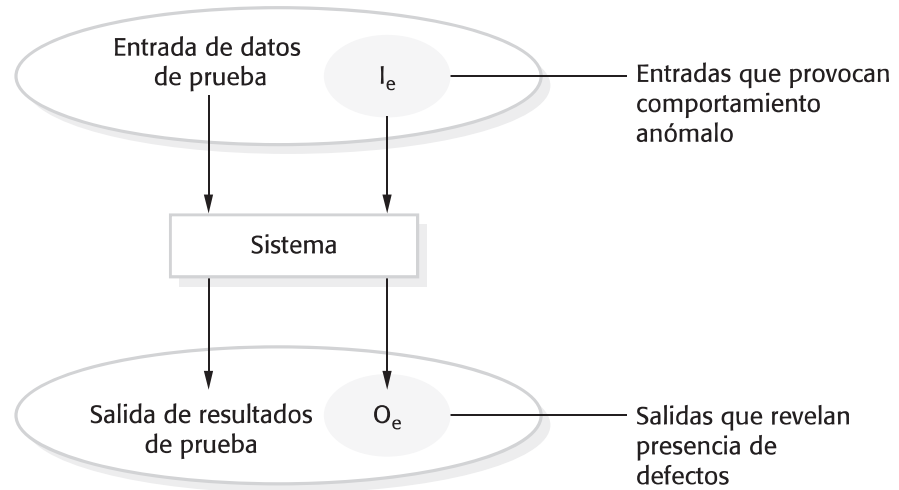 Entrada de datos
de prueba
Ie
Entradas que provocan
comportamiento
anómalo
Sistema
Salida de resultados
de prueba
Oe
Salidas que revelan
presencia de
defectos